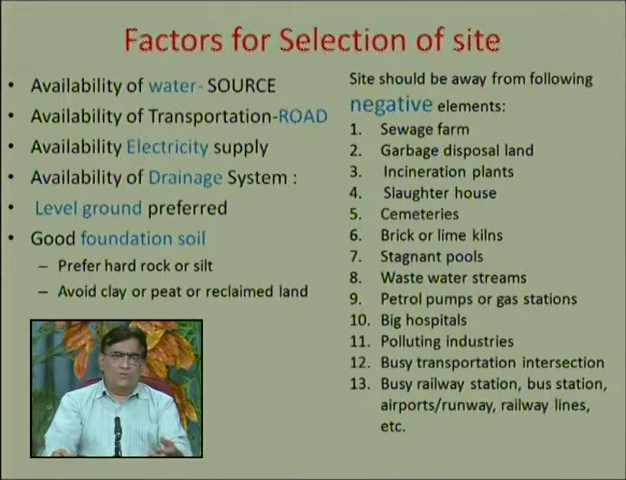 Factors for Selection of site
• Availability of water- SOURCE
• Availability of Transportation-ROAD
• Availability Electricity supply
• Availability of Drainage System :
• Level ground preferred
• Good foundation soil
– Prefer hard rock or silt
– Avoid clay or peat or reclaimed land
Site should be away from following
negative elements:
1. Sewage farm
2. Garbage disposal land
3. Incineration plants
4. Slaughter house
5. Cemeteries
6. Brick or lime kilns
7. Stagnant pools
8. Waste water streams
9. Petrol pumps or gas stations
10. Big hospitals
11. Polluting industries
12. Busy transportation intersection
13. Busy railway station, bus station,
airports/runway, railway lines,
etc.